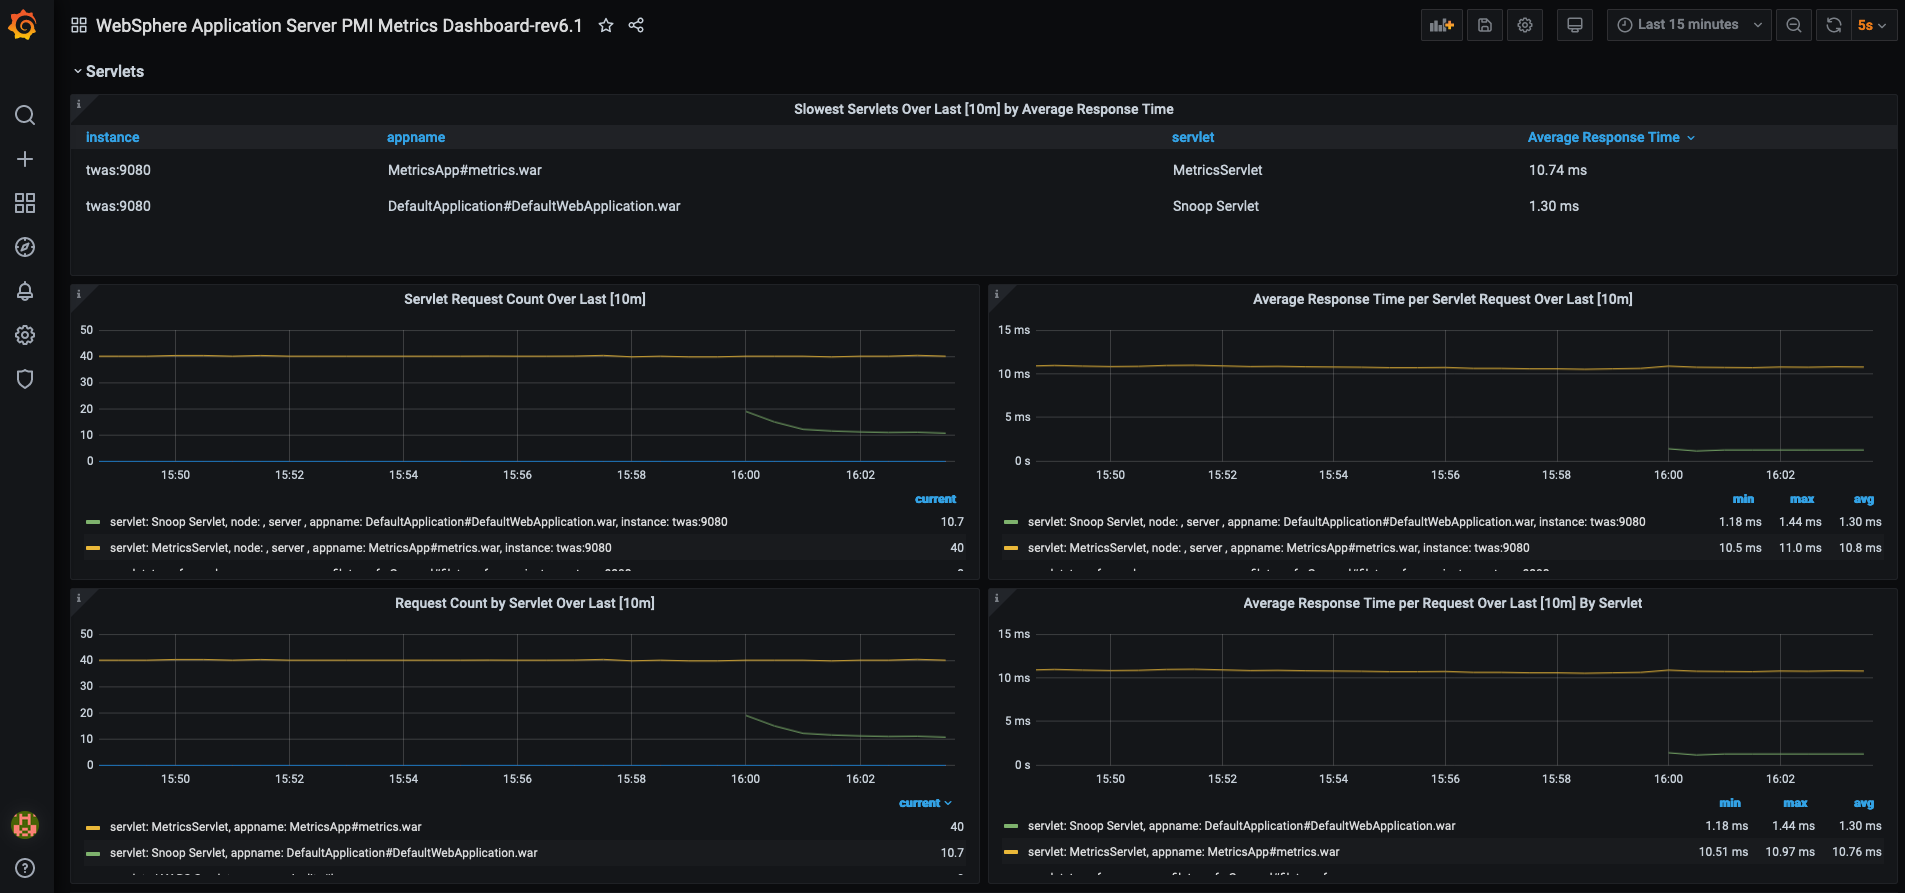 WebSphere Application Server PMI Metrics Dashboard-rev6.1
Last 15 minutes
5s
Servlets
Slowest Servlets Over Last [10m] by Average Response Time
instance appname servlet Average Response Time
twas:9080 MetricsApp#metrics.war MetricsServlet 10.74 ms
twas:9080 DefaultApplication#DefaultWebApplication.war Snoop Servlet 1.30 ms
Servlet Request Count Over Last [10m]
50
40
30
20
10
0
15:50 15:52 15:54 15:56 15:58 16:00 16:02
current
servlet: Snoop Servlet, node: , server , appname: DefaultApplication#DefaultWebApplication.war, instance: twas:9080 10.7
servlet: MetricsServlet, node: , server , appname: MetricsApp#metrics.war, instance: twas:9080 40
Average Response Time per Servlet Request Over Last [10m]
15 ms
10 ms
5 ms
0 s
15:50 15:52 15:54 15:56 15:58 16:00 16:02
min max avg
servlet: Snoop Servlet, node: , server , appname: DefaultApplication#DefaultWebApplication.war, instance: twas:9080 1.18 ms 1.44 ms 1.30 ms
servlet: MetricsServlet, node: , server , appname: MetricsApp#metrics.war, instance: twas:9080 10.5 ms 11.0 ms 10.8 ms
Request Count by Servlet Over Last [10m]
50
40
30
20
10
0
15:50 15:52 15:54 15:56 15:58 16:00 16:02
current
servlet: MetricsServlet, appname: MetricsApp#metrics.war 40
servlet: Snoop Servlet, appname: DefaultApplication#DefaultWebApplication.war 10.7
Average Response Time per Request Over Last [10m] By Servlet
15 ms
10 ms
5 ms
0 s
15:50 15:52 15:54 15:56 15:58 16:00 16:02
min max avg
servlet: Snoop Servlet, appname: DefaultApplication#DefaultWebApplication.war 1.18 ms 1.44 ms 1.30 ms
servlet: MetricsServlet, appname: MetricsApp#metrics.war 10.51 ms 10.97 ms 10.76 ms